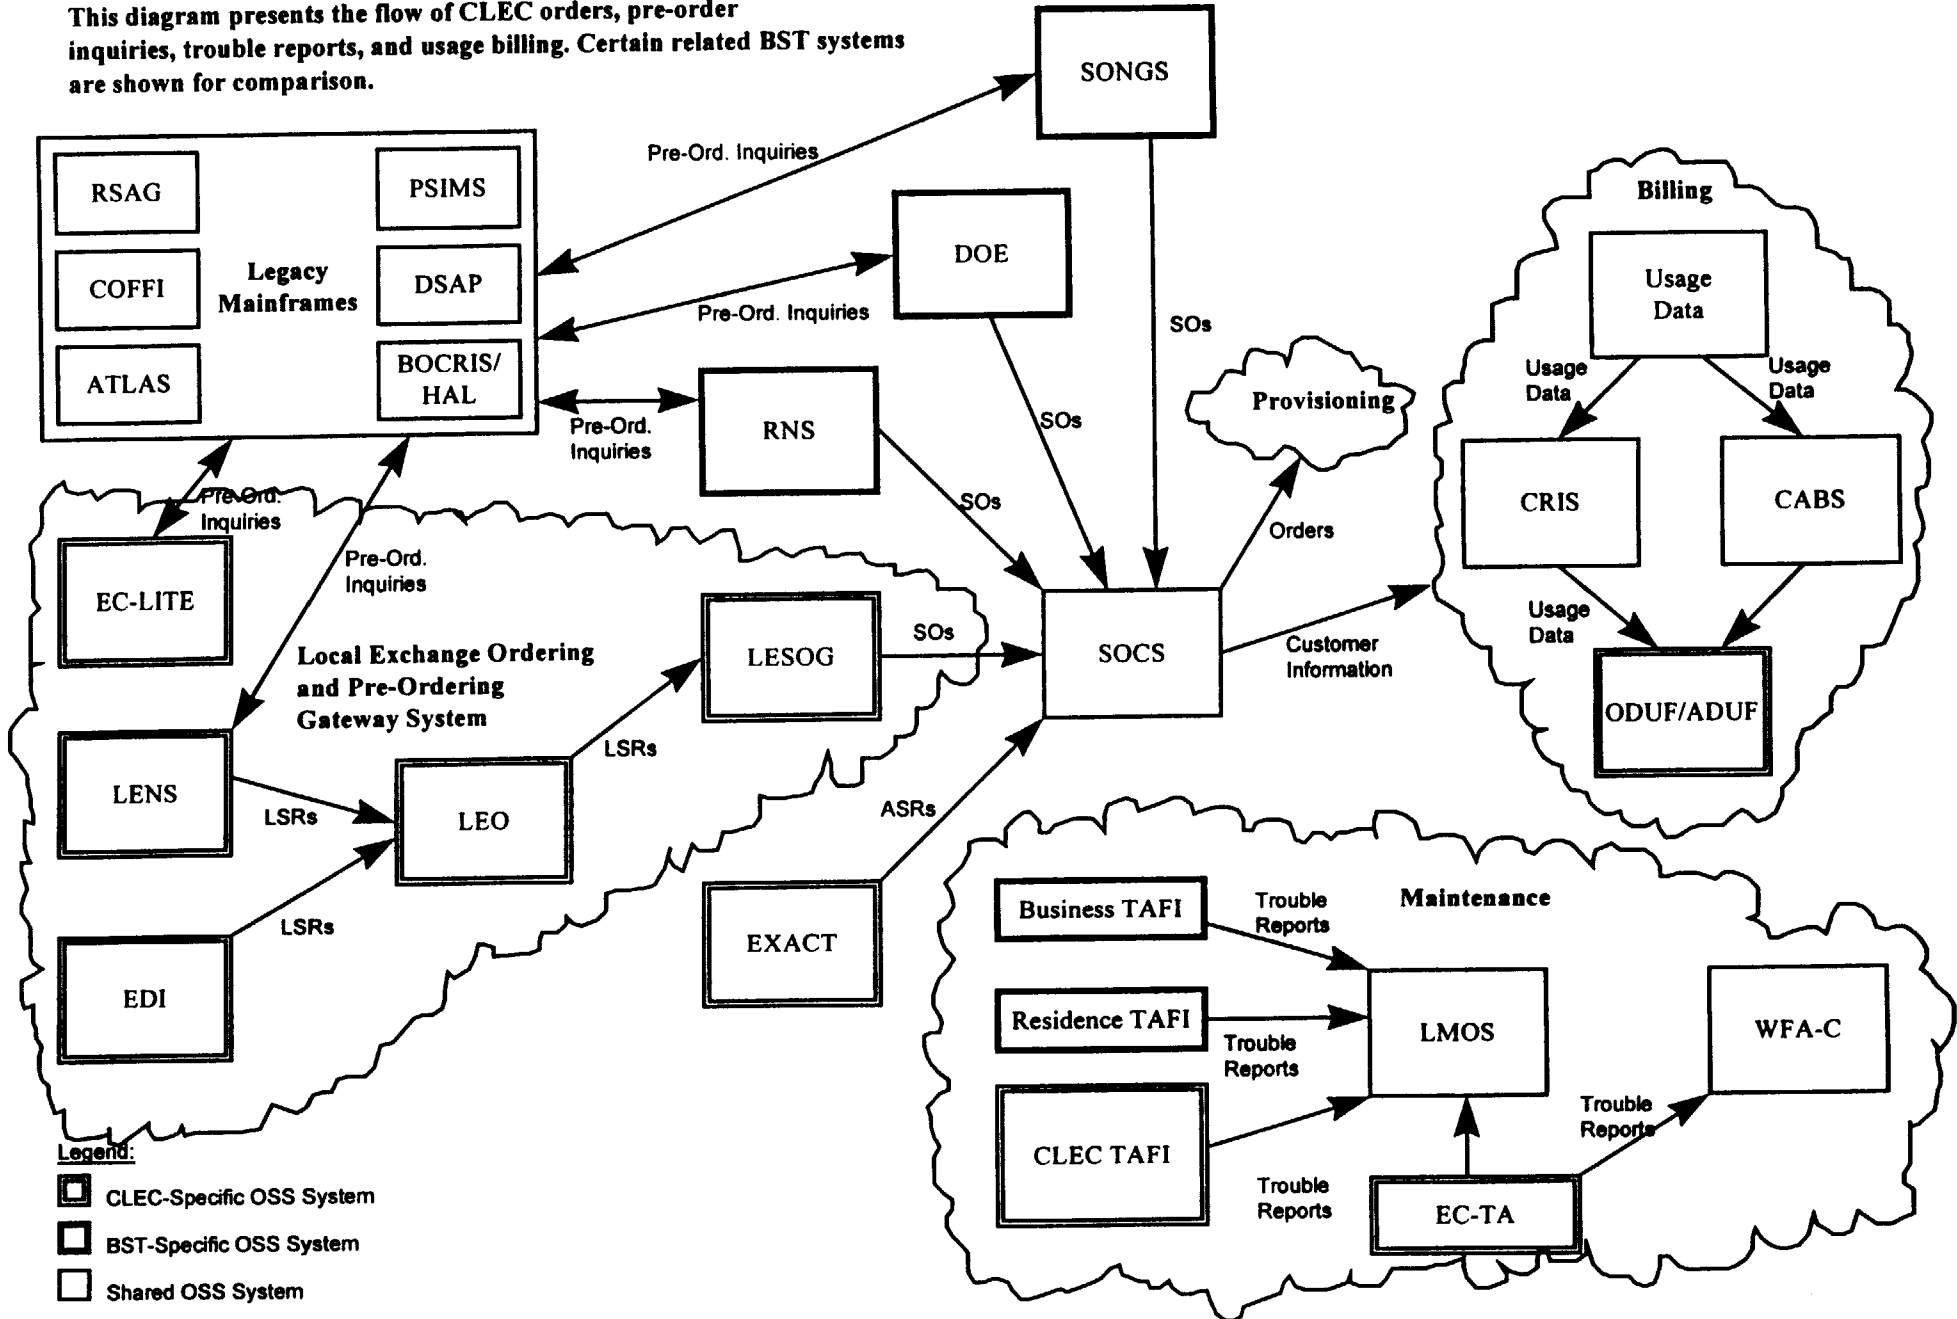 This diagram presents the flow of CLEC orders, pre-order
inquiries, trouble reports, and usage billing. Certain related BST systems
are shown for comparison.
SONGS
Pre-Ord. Inquiries
RSAG
PSIMS
COFFI
Legacy
Mainframes
DSAP
ATLAS
BOCRIS/
HAL
DOE
Pre-Ord. Inquiries
SOs
RNS
Pre-Ord.
Inquiries
SOs
SOs
Provisioning
Orders
Billing
Usage
Data
Usage
Data
Usage
Data
CRIS
CABS
Usage
Data
ODUF/ADUF
Pre-Ord.
Inquiries
Pre-Ord.
Inquiries
EC-LITE
Local Exchange Ordering
and Pre-Ordering
Gateway System
LESOG
SOs
SOCS
Customer
Information
LENS
LSRs
LEO
LSRs
EDI
LSRs
ASRs
EXACT
Maintenance
Business TAFI
Trouble
Reports
Residence TAFI
Trouble
Reports
LMOS
WFA-C
CLEC TAFI
Trouble
Reports
Trouble
Reports
EC-TA
Legend:
CLEC-Specific OSS System
BST-Specific OSS System
Shared OSS System